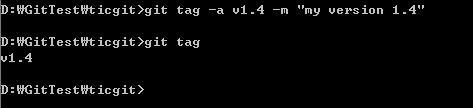 D:₩GitTest₩ticgit>git tag -a v1.4 -m "my version 1.4"
D:₩GitTest₩ticgit>git tag
v1.4
D:₩GitTest₩ticgit>